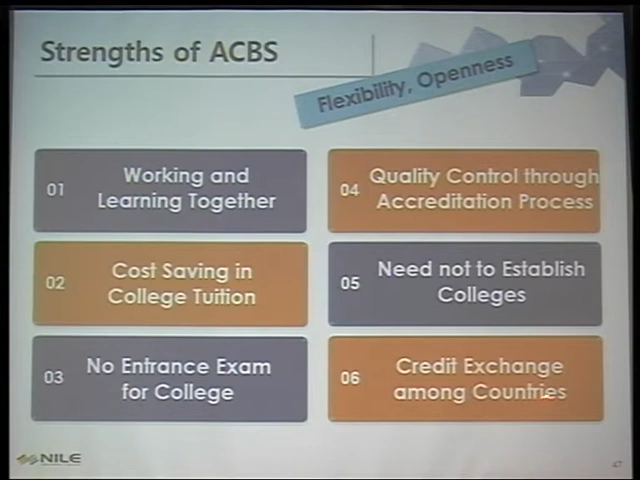 Strengths of ACBS
Flexibility, Openness
01
Working and
Learning Together
02
Cost Saving in
College Tuition
03
No Entrance Exam
for College
04
Quality Control through
Accreditation Process
05
Need not to Establish
Colleges
06
Credit Exchange
among Countries
NILE
47